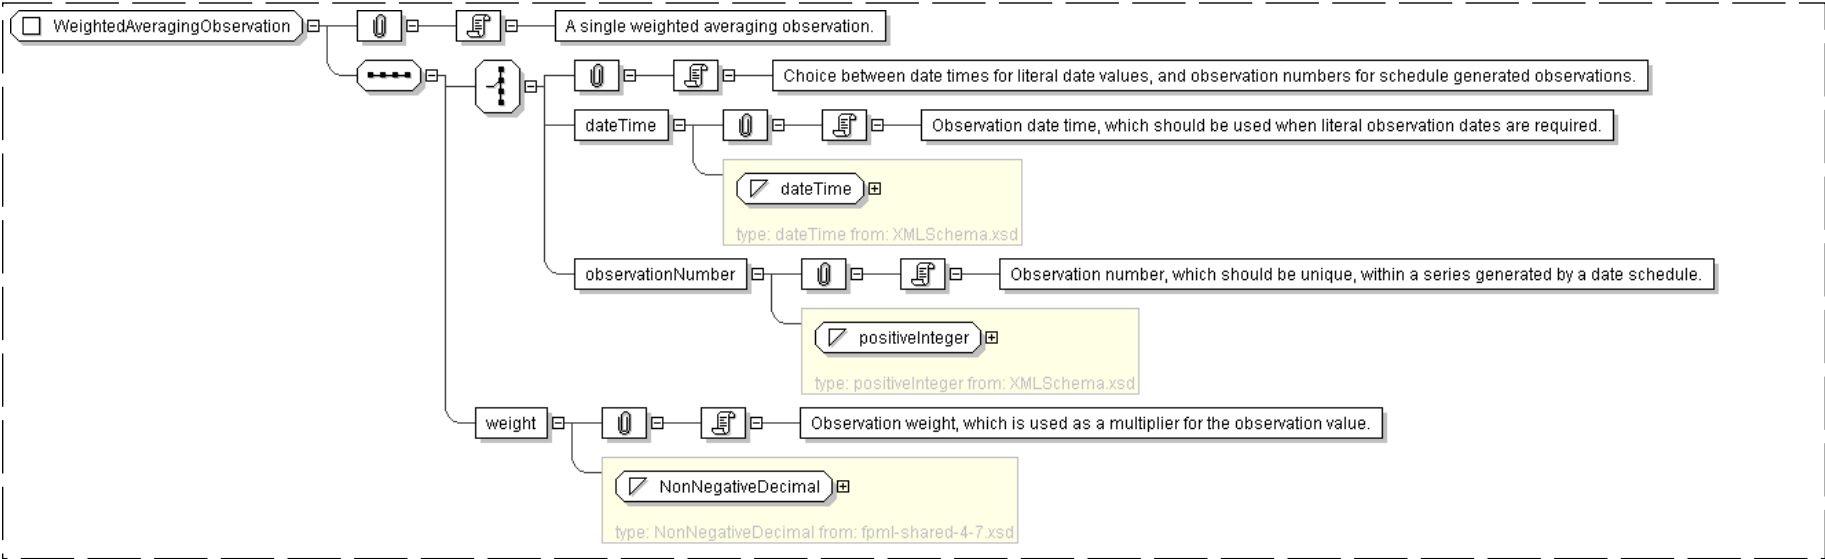 WeightedAveragingObservation
A single weighted averaging observation.
Choice between date times for literal date values, and observation numbers for schedule generated observations.
dateTime
Observation date time, which should be used when literal observation dates are required.
dateTime
type: dateTime from: XMLSchema.xsd
observationNumber
Observation number, which should be unique, within a series generated by a date schedule.
positiveInteger
type: positiveInteger from: XMLSchema.xsd
weight
Observation weight, which is used as a multiplier for the observation value.
NonNegativeDecimal
type: NonNegativeDecimal from: fpml-shared-4-7.xsd